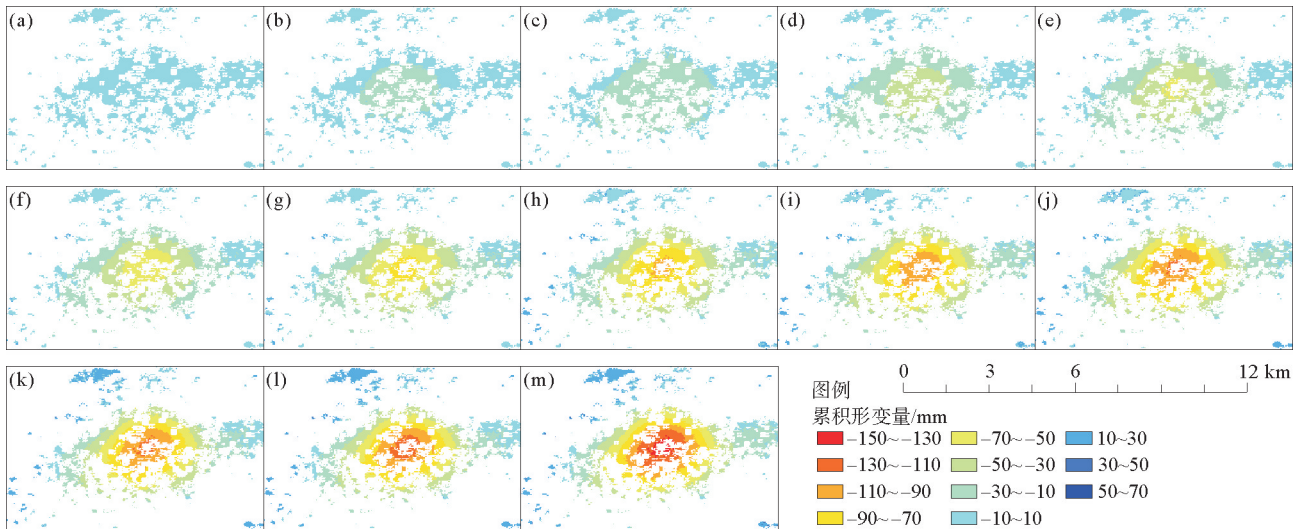 (a)
(b)
(c)
(d)
(e)
(f)
(g)
(h)
(i)
(j)
(k)
(l)
(m)
0 3 6 12 km
图例
累积形变量/mm
–150~–130 –70~–50 10~30
–130~–110 –50~–30 30~50
–110~–90 –30~–10 50~70
–90~–70 –10~10